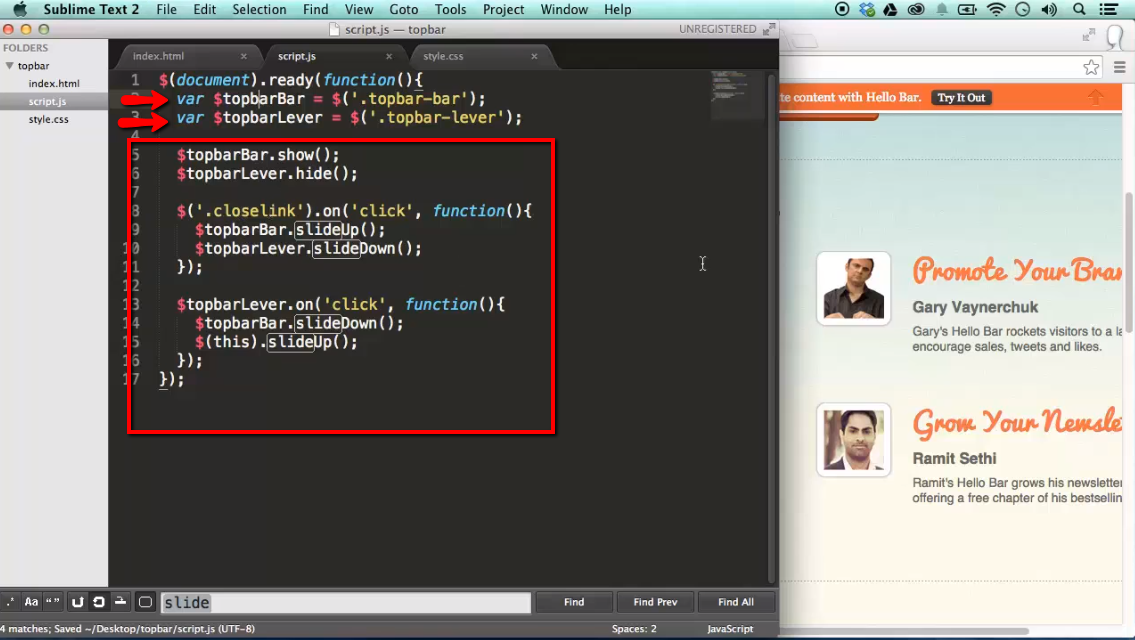 Sublime Text 2 File Edit Selection Find View Goto Tools Project Window Help
script.js — topbar UNREGISTERED
FOLDERS
topbar
index.html
script.js
style.css
index.html × script.js × style.css ×
1 $(document).ready(function(){
var $topbarBar = $('.topbar-bar');
3 var $topbarLever = $('.topbar-lever');
5 $topbarBar.show();
6 $topbarLever.hide();
7
8 $('.closelink').on('click', function(){
9 $topbarBar.slideUp();
10 $topbarLever.slideDown();
11 });
12
13 $topbarLever.on('click', function(){
14 $topbarBar.slideDown();
15 $(this).slideUp();
16 });
17 });
.* Aa “ ” slide Find Find Prev Find All
4 matches; Saved ~/Desktop/topbar/script.js (UTF-8) Spaces: 2 JavaScript
te content with Hello Bar. Try It Out
Promote Your Bran
Gary Vaynerchuk
Gary's Hello Bar rockets visitors to a la
encourage sales, tweets and likes.
Grow Your Newsle
Ramit Sethi
Ramit's Hello Bar grows his newsletter
offering a free chapter of his bestsellin